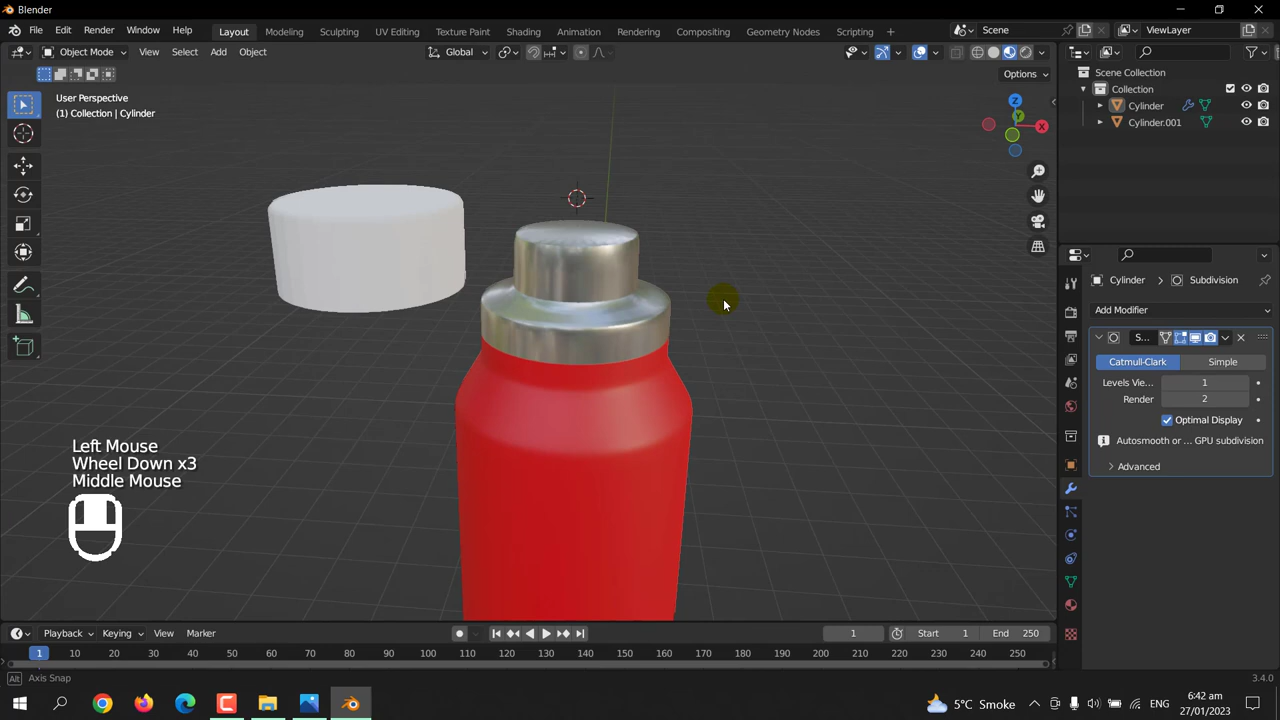 Blender
File Edit Render Window Help Layout Modeling Sculpting UV Editing Texture Paint Shading Animation Rendering Compositing Geometry Nodes Scripting Scene ViewLayer
Object Mode View Select Add Object Global
Options
User Perspective
(1) Collection | Cylinder
Z
Y
X
Scene Collection
Collection
Cylinder
Cylinder.001
Cylinder > Subdivision
Add Modifier
S...
Catmull-Clark Simple
Levels Vie... 1
Render 2
Optimal Display
Autosmooth or ... GPU subdivision
Advanced
Left Mouse
Wheel Down x3
Middle Mouse
Playback Keying View Marker 1 Start 1 End 250
1 10 20 30 40 50 60 70 80 90 100 110 120 130 140 150 160 170 180 190 200 210 220 230 240 250
Alt Axis Snap 3.4.0
5°C Smoke ENG 6:42 am
27/01/2023